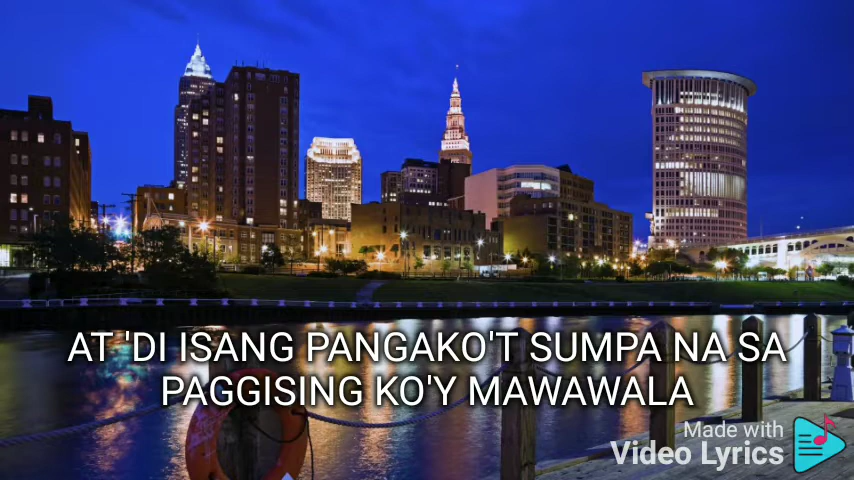 AT 'DI ISANG PANGAKO'T SUMPA NA SA
PAGGISING KO'Y MAWAWALA
Made with
Video Lyrics